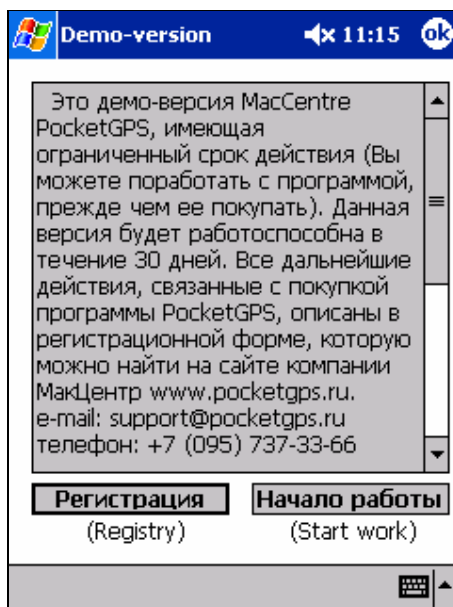 Demo-version 11:15 ok
Это демо-версия MacCentre
PocketGPS, имеющая
ограниченный срок действия (Вы
можете поработать с программой,
прежде чем ее покупать). Данная
версия будет работоспособна в
течение 30 дней. Все дальнейшие
действия, связанные с покупкой
программы PocketGPS, описаны в
регистрационной форме, которую
можно найти на сайте компании
МакЦентр www.pocketgps.ru.
e-mail: support@pocketgps.ru
телефон: +7 (095) 737-33-66
Регистрация Начало работы
(Registry) (Start work)